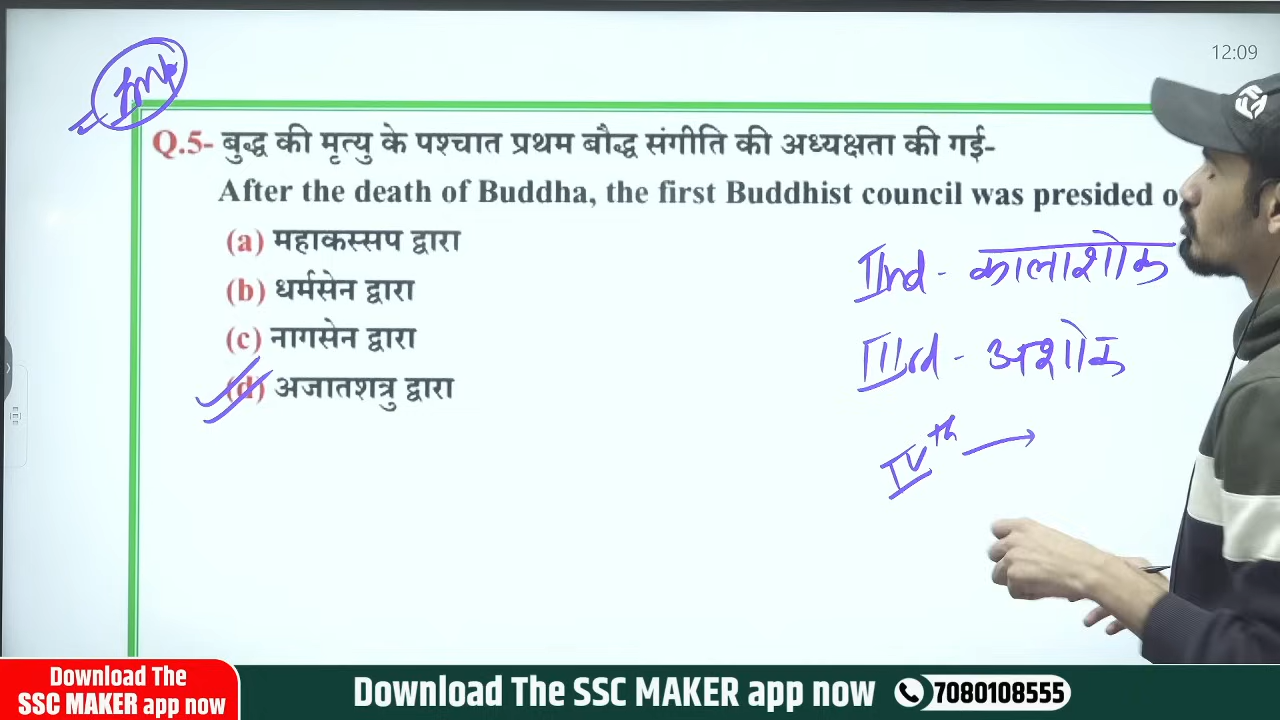 Imp
12:09
Q.5- बुद्ध की मृत्यु के पश्चात प्रथम बौद्ध संगीति की अध्यक्षता की गई-
After the death of Buddha, the first Buddhist council was presided o
(a) महाकस्सप द्वारा
(b) धर्मसेन द्वारा
(c) नागसेन द्वारा
(d) अजातशत्रु द्वारा
IInd - कालाशोक
IIIrd - अशोक
IVth →
Download The
SSC MAKER app now
Download The SSC MAKER app now 7080108555